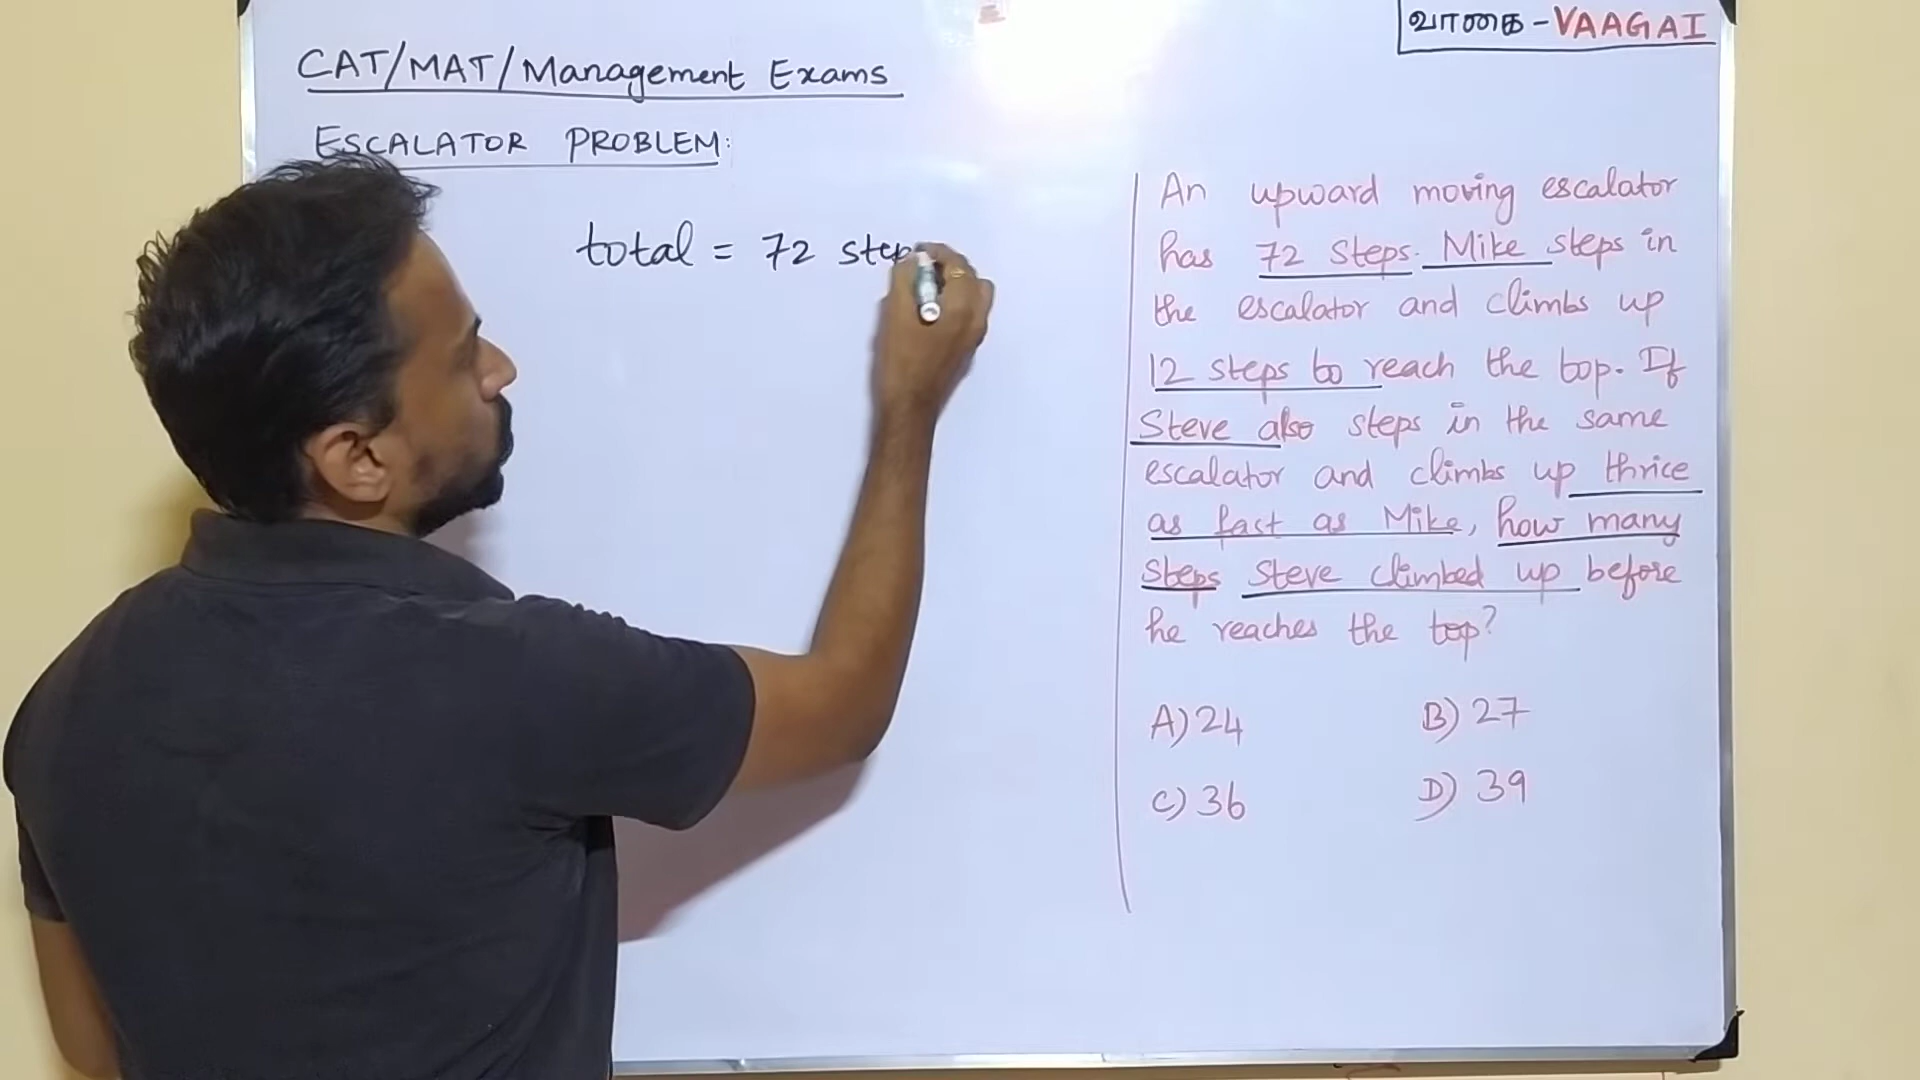 வாகை - VAAGAI
CAT/MAT/Management Exams
ESCALATOR PROBLEM:
total = 72 step
An upward moving escalator
has 72 steps. Mike steps in
the escalator and climbs up
12 steps to reach the top. If
Steve also steps in the same
escalator and climbs up thrice
as fast as Mike, how many
steps Steve climbed up before
he reaches the top?
A) 24 B) 27
C) 36 D) 39